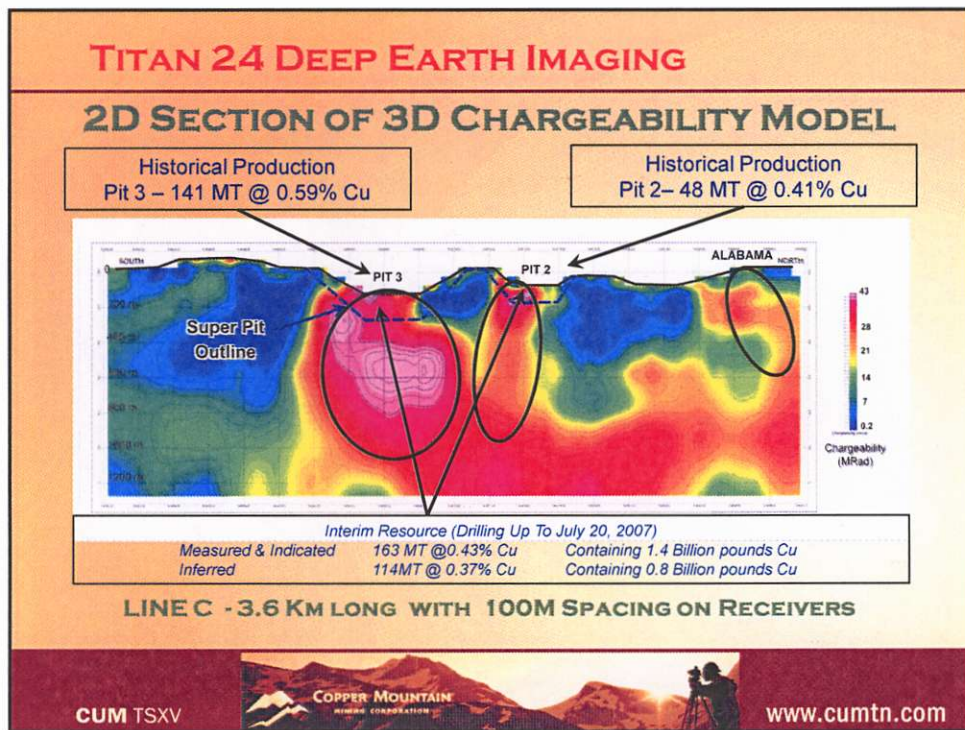 TITAN 24 DEEP EARTH IMAGING
2D SECTION OF 3D CHARGEABILITY MODEL
Historical Production
Pit 3 – 141 MT @ 0.59% Cu
Historical Production
Pit 2– 48 MT @ 0.41% Cu
SOUTH
PIT 3
PIT 2
ALABAMA
NORTH
0
Super Pit
Outline
43
28
21
14
7
0.2
Chargeability
(MRad)
Interim Resource (Drilling Up To July 20, 2007)
Measured & Indicated 163 MT @0.43% Cu Containing 1.4 Billion pounds Cu
Inferred 114MT @ 0.37% Cu Containing 0.8 Billion pounds Cu
LINE C - 3.6 KM LONG WITH 100M SPACING ON RECEIVERS
CUM TSXV
COPPER MOUNTAIN
MINING CORPORATION
www.cumtn.com